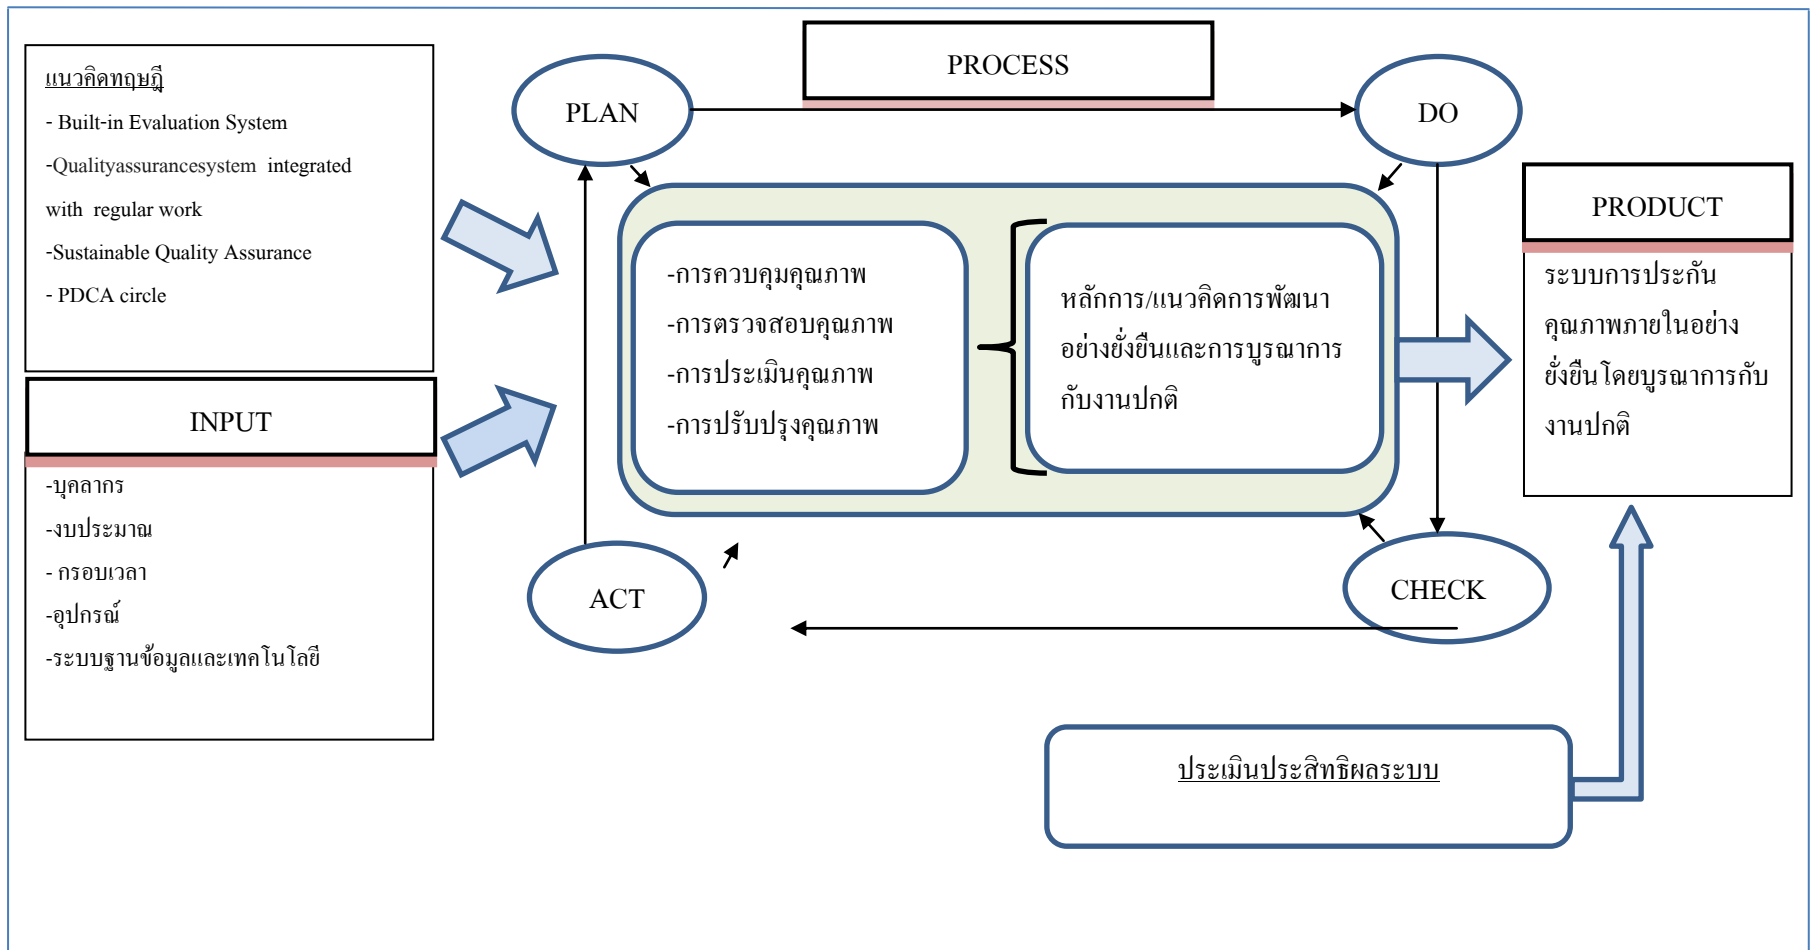 แนวคิดทฤษฎี
- Built-in Evaluation System
-Qualityassurancesystem integrated
with regular work
-Sustainable Quality Assurance
- PDCA circle
INPUT
-บุคลากร
-งบประมาณ
- กรอบเวลา
-อุปกรณ์
-ระบบฐานข้อมูลและเทคโนโลยี
PROCESS
PLAN
DO
-การควบคุมคุณภาพ
-การตรวจสอบคุณภาพ
-การประเมินคุณภาพ
-การปรับปรุงคุณภาพ
หลักการ/แนวคิดการพัฒนา
อย่างยั่งยืนและการบูรณาการ
กับงานปกติ
ACT
CHECK
PRODUCT
ระบบการประกัน
คุณภาพภายในอย่าง
ยั่งยืนโดยบูรณาการกับ
งานปกติ
ประเมินประสิทธิผลระบบ